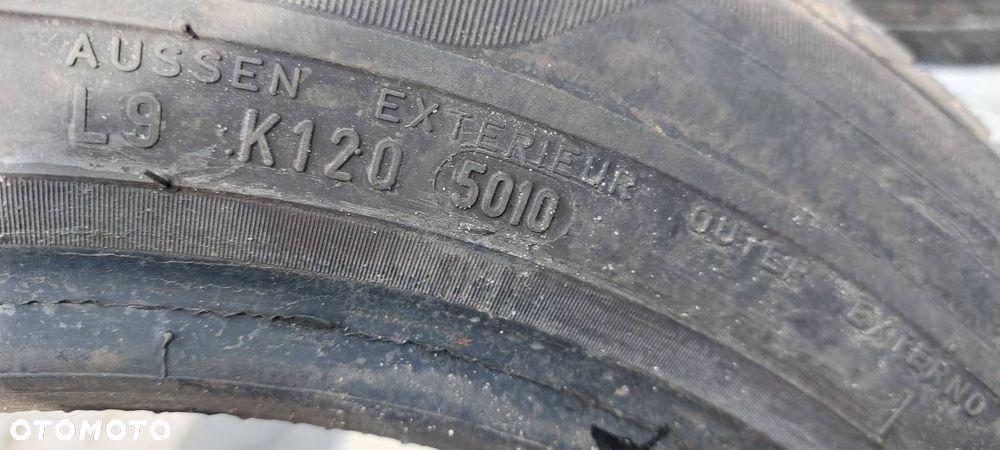 AUSSEN EXTERIEUR OUTER EXTERNO
L9 K120 5010
OTOMOTO